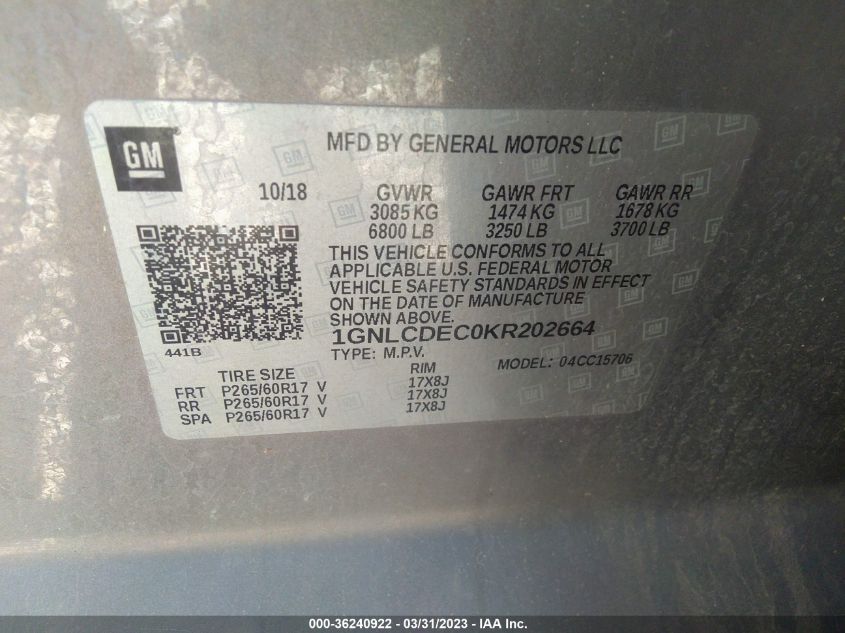 GM
MFD BY GENERAL MOTORS LLC
10/18 GVWR GAWR FRT GAWR RR
3085 KG 1474 KG 1678 KG
6800 LB 3250 LB 3700 LB
THIS VEHICLE CONFORMS TO ALL
APPLICABLE U.S. FEDERAL MOTOR
VEHICLE SAFETY STANDARDS IN EFFECT
ON THE DATE OF MANUFACTURE
SHOWN ABOVE.
1GNLCDEC0KR202664
441B
TYPE: M.P.V. MODEL: 04CC15706
TIRE SIZE RIM
FRT P265/60R17 V 17X8J
RR P265/60R17 V 17X8J
SPA P265/60R17 V 17X8J
000-36240922 - 03/31/2023 - IAA Inc.